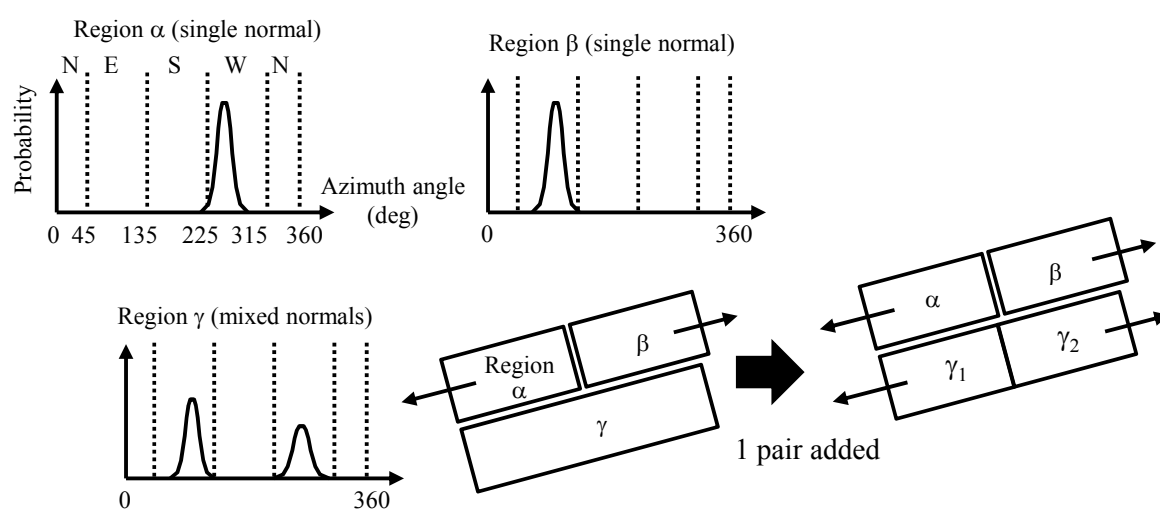 Region α (single normal)
N E S W N
Probability
Azimuth angle
(deg)
0 45 135 225 315 360
Region β (single normal)
0 360
Region γ (mixed normals)
0 360
Region
α
β
γ
1 pair added
α
β
γ1
γ2